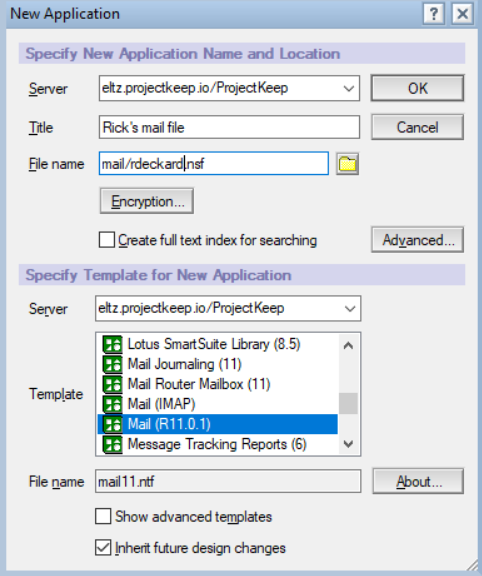 New Application
Specify New Application Name and Location
Server eltz.projectkeep.io/ProjectKeep OK
Title Rick's mail file Cancel
File name mail/rdeckard.nsf
Encryption...
Create full text index for searching Advanced...
Specify Template for New Application
Server eltz.projectkeep.io/ProjectKeep
Lotus SmartSuite Library (8.5)
Mail Journaling (11)
Mail Router Mailbox (11)
Template Mail (IMAP)
Mail (R11.0.1)
Message Tracking Reports (6)
File name mail11.ntf About...
Show advanced templates
Inherit future design changes